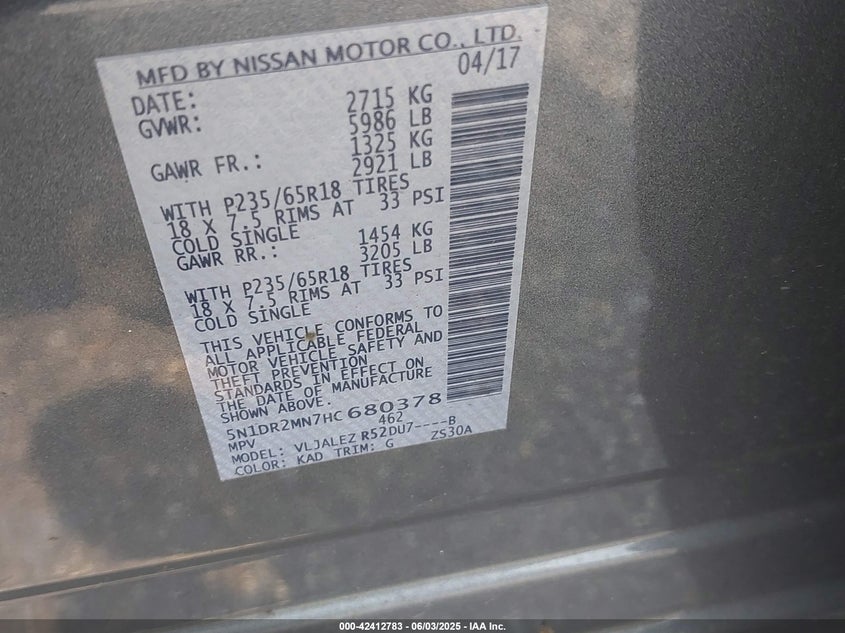 MFD BY NISSAN MOTOR CO., LTD.
DATE: 04/17
GVWR: 2715 KG
5986 LB
GAWR FR.: 1325 KG
2921 LB
WITH P235/65R18 TIRES
18 X 7.5 RIMS AT 33 PSI
COLD SINGLE
GAWR RR.: 1454 KG
3205 LB
WITH P235/65R18 TIRES
18 X 7.5 RIMS AT 33 PSI
COLD SINGLE
THIS VEHICLE CONFORMS TO
ALL APPLICABLE FEDERAL
MOTOR VEHICLE SAFETY AND
THEFT PREVENTION
STANDARDS IN EFFECT ON
THE DATE OF MANUFACTURE
SHOWN ABOVE.
5N1DR2MN7HC680378
MPV 462
MODEL: VLJALEZ R52DU7----B
COLOR: KAD TRIM: G ZS30A
000-42412783 - 06/03/2025 - IAA Inc.